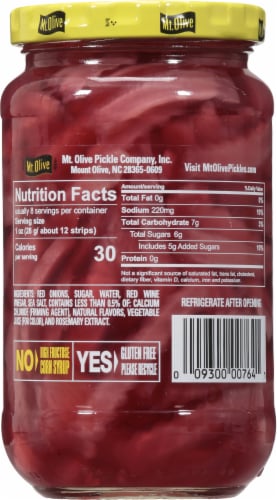 Mt. Olive
Mt. Olive
Mt. Olive
Mt. Olive Pickle Company, Inc.
Mount Olive, NC 28365-0609
Visit MtOlivePickles.com
Nutrition Facts
usually 8 servings per container
Serving size
1 oz (28 g/ about 12 strips)
Calories
per serving
30
Amount/serving % Daily Value
Total Fat 0g 0%
Sodium 220mg 10%
Total Carbohydrate 7g 3%
Total Sugars 6g
Includes 5g Added Sugars 10%
Protein 0g
Not a significant source of saturated fat, trans fat, cholesterol,
dietary fiber, vitamin D, calcium, iron and potassium
INGREDIENTS: RED ONIONS, SUGAR, WATER, RED WINE
VINEGAR, SEA SALT, CONTAINS LESS THAN 0.5% OF: CALCIUM
CHLORIDE (FIRMING AGENT), NATURAL FLAVORS, VEGETABLE
JUICE (FOR COLOR), AND ROSEMARY EXTRACT.
REFRIGERATE AFTER OPENING
NO HIGH FRUCTOSE
CORN SYRUP
YES GLUTEN FREE
PLEASE RECYCLE
0 09300 00764